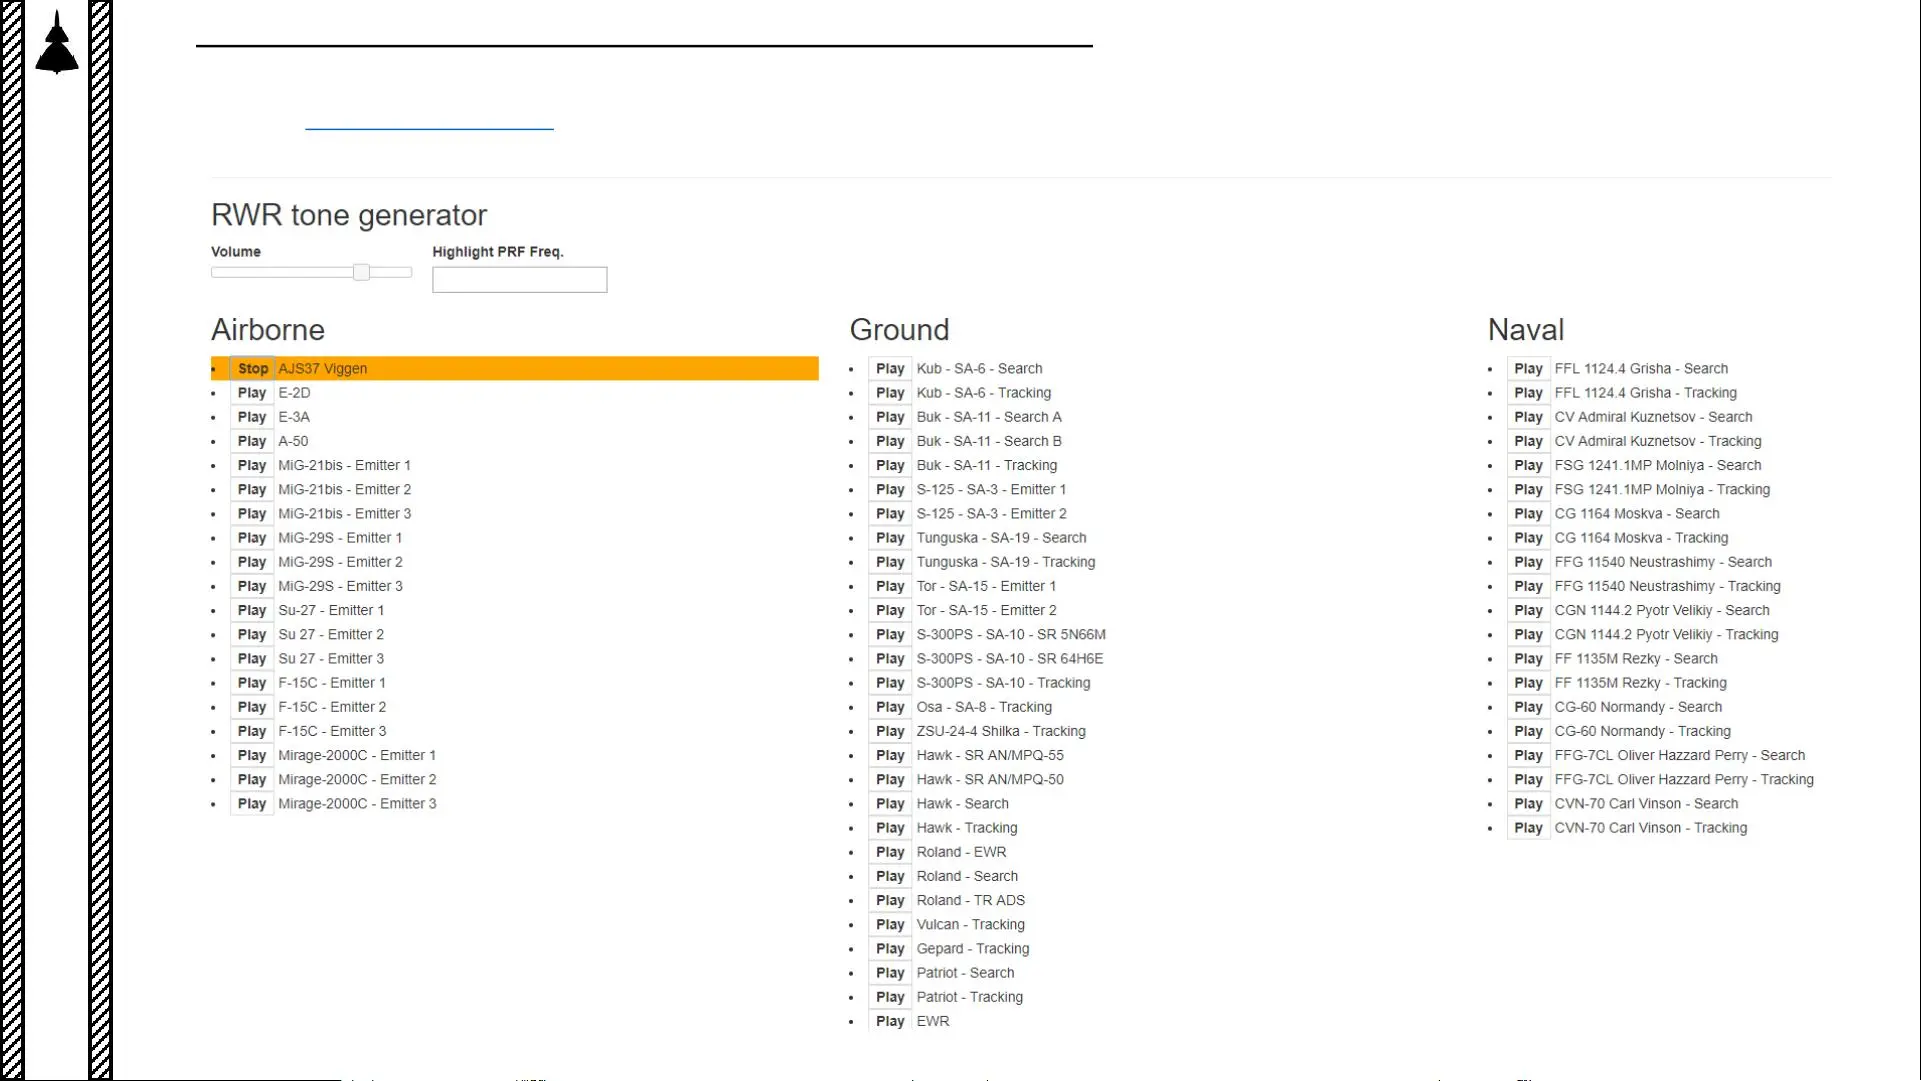 RWR tone generator
Volume
Highlight PRF Freq.
Airborne
Stop AJS37 Viggen
Play E-2D
Play E-3A
Play A-50
Play MiG-21bis - Emitter 1
Play MiG-21bis - Emitter 2
Play MiG-21bis - Emitter 3
Play MiG-29S - Emitter 1
Play MiG-29S - Emitter 2
Play MiG-29S - Emitter 3
Play Su-27 - Emitter 1
Play Su 27 - Emitter 2
Play Su 27 - Emitter 3
Play F-15C - Emitter 1
Play F-15C - Emitter 2
Play F-15C - Emitter 3
Play Mirage-2000C - Emitter 1
Play Mirage-2000C - Emitter 2
Play Mirage-2000C - Emitter 3
Ground
Play Kub - SA-6 - Search
Play Kub - SA-6 - Tracking
Play Buk - SA-11 - Search A
Play Buk - SA-11 - Search B
Play Buk - SA-11 - Tracking
Play S-125 - SA-3 - Emitter 1
Play S-125 - SA-3 - Emitter 2
Play Tunguska - SA-19 - Search
Play Tunguska - SA-19 - Tracking
Play Tor - SA-15 - Emitter 1
Play Tor - SA-15 - Emitter 2
Play S-300PS - SA-10 - SR 5N66M
Play S-300PS - SA-10 - SR 64H6E
Play S-300PS - SA-10 - Tracking
Play Osa - SA-8 - Tracking
Play ZSU-24-4 Shilka - Tracking
Play Hawk - SR AN/MPQ-55
Play Hawk - SR AN/MPQ-50
Play Hawk - Search
Play Hawk - Tracking
Play Roland - EWR
Play Roland - Search
Play Roland - TR ADS
Play Vulcan - Tracking
Play Gepard - Tracking
Play Patriot - Search
Play Patriot - Tracking
Play EWR
Naval
Play FFL 1124.4 Grisha - Search
Play FFL 1124.4 Grisha - Tracking
Play CV Admiral Kuznetsov - Search
Play CV Admiral Kuznetsov - Tracking
Play FSG 1241.1MP Molniya - Search
Play FSG 1241.1MP Molniya - Tracking
Play CG 1164 Moskva - Search
Play CG 1164 Moskva - Tracking
Play FFG 11540 Neustrashimy - Search
Play FFG 11540 Neustrashimy - Tracking
Play CGN 1144.2 Pyotr Velikiy - Search
Play CGN 1144.2 Pyotr Velikiy - Tracking
Play FF 1135M Rezky - Search
Play FF 1135M Rezky - Tracking
Play CG-60 Normandy - Search
Play CG-60 Normandy - Tracking
Play FFG-7CL Oliver Hazzard Perry - Search
Play FFG-7CL Oliver Hazzard Perry - Tracking
Play CVN-70 Carl Vinson - Search
Play CVN-70 Carl Vinson - Tracking